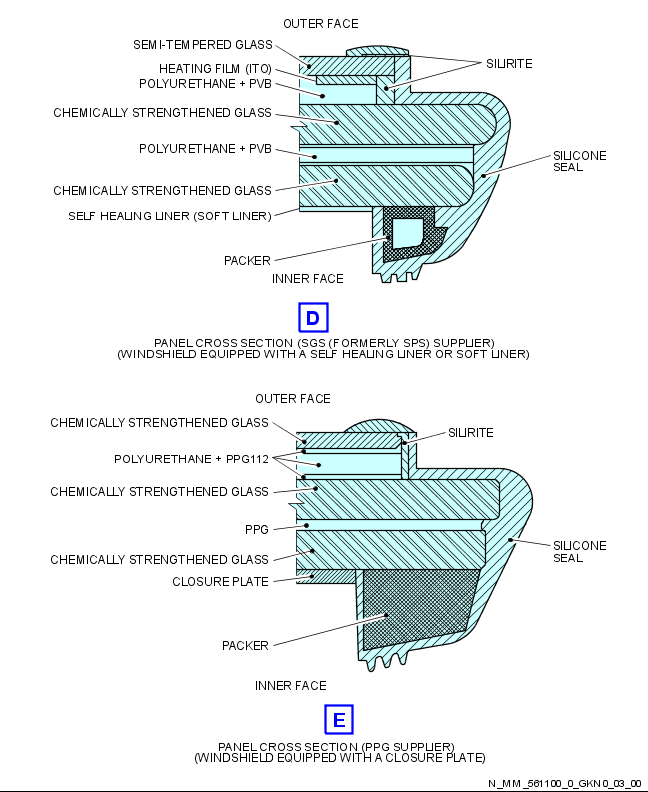 OUTER FACE
SEMI-TEMPERED GLASS
SILIRITE
HEATING FILM (ITO)
POLYURETHANE + PVB
CHEMICALLY STRENGTHENED GLASS
POLYURETHANE + PVB
SILICONE
SEAL
CHEMICALLY STRENGTHENED GLASS
SELF HEALING LINER (SOFT LINER)
PACKER
INNER FACE
D
PANEL CROSS SECTION (SGS (FORMERLY SPS) SUPPLIER)
(WINDSHIELD EQUIPPED WITH A SELF HEALING LINER OR SOFT LINER)
OUTER FACE
CHEMICALLY STRENGTHENED GLASS
SILIRITE
POLYURETHANE + PPG112
CHEMICALLY STRENGTHENED GLASS
PPG
SILICONE
SEAL
CHEMICALLY STRENGTHENED GLASS
CLOSURE PLATE
PACKER
INNER FACE
E
PANEL CROSS SECTION (PPG SUPPLIER)
(WINDSHIELD EQUIPPED WITH A CLOSURE PLATE)
N_MM_561100_0_GKN0_03_00